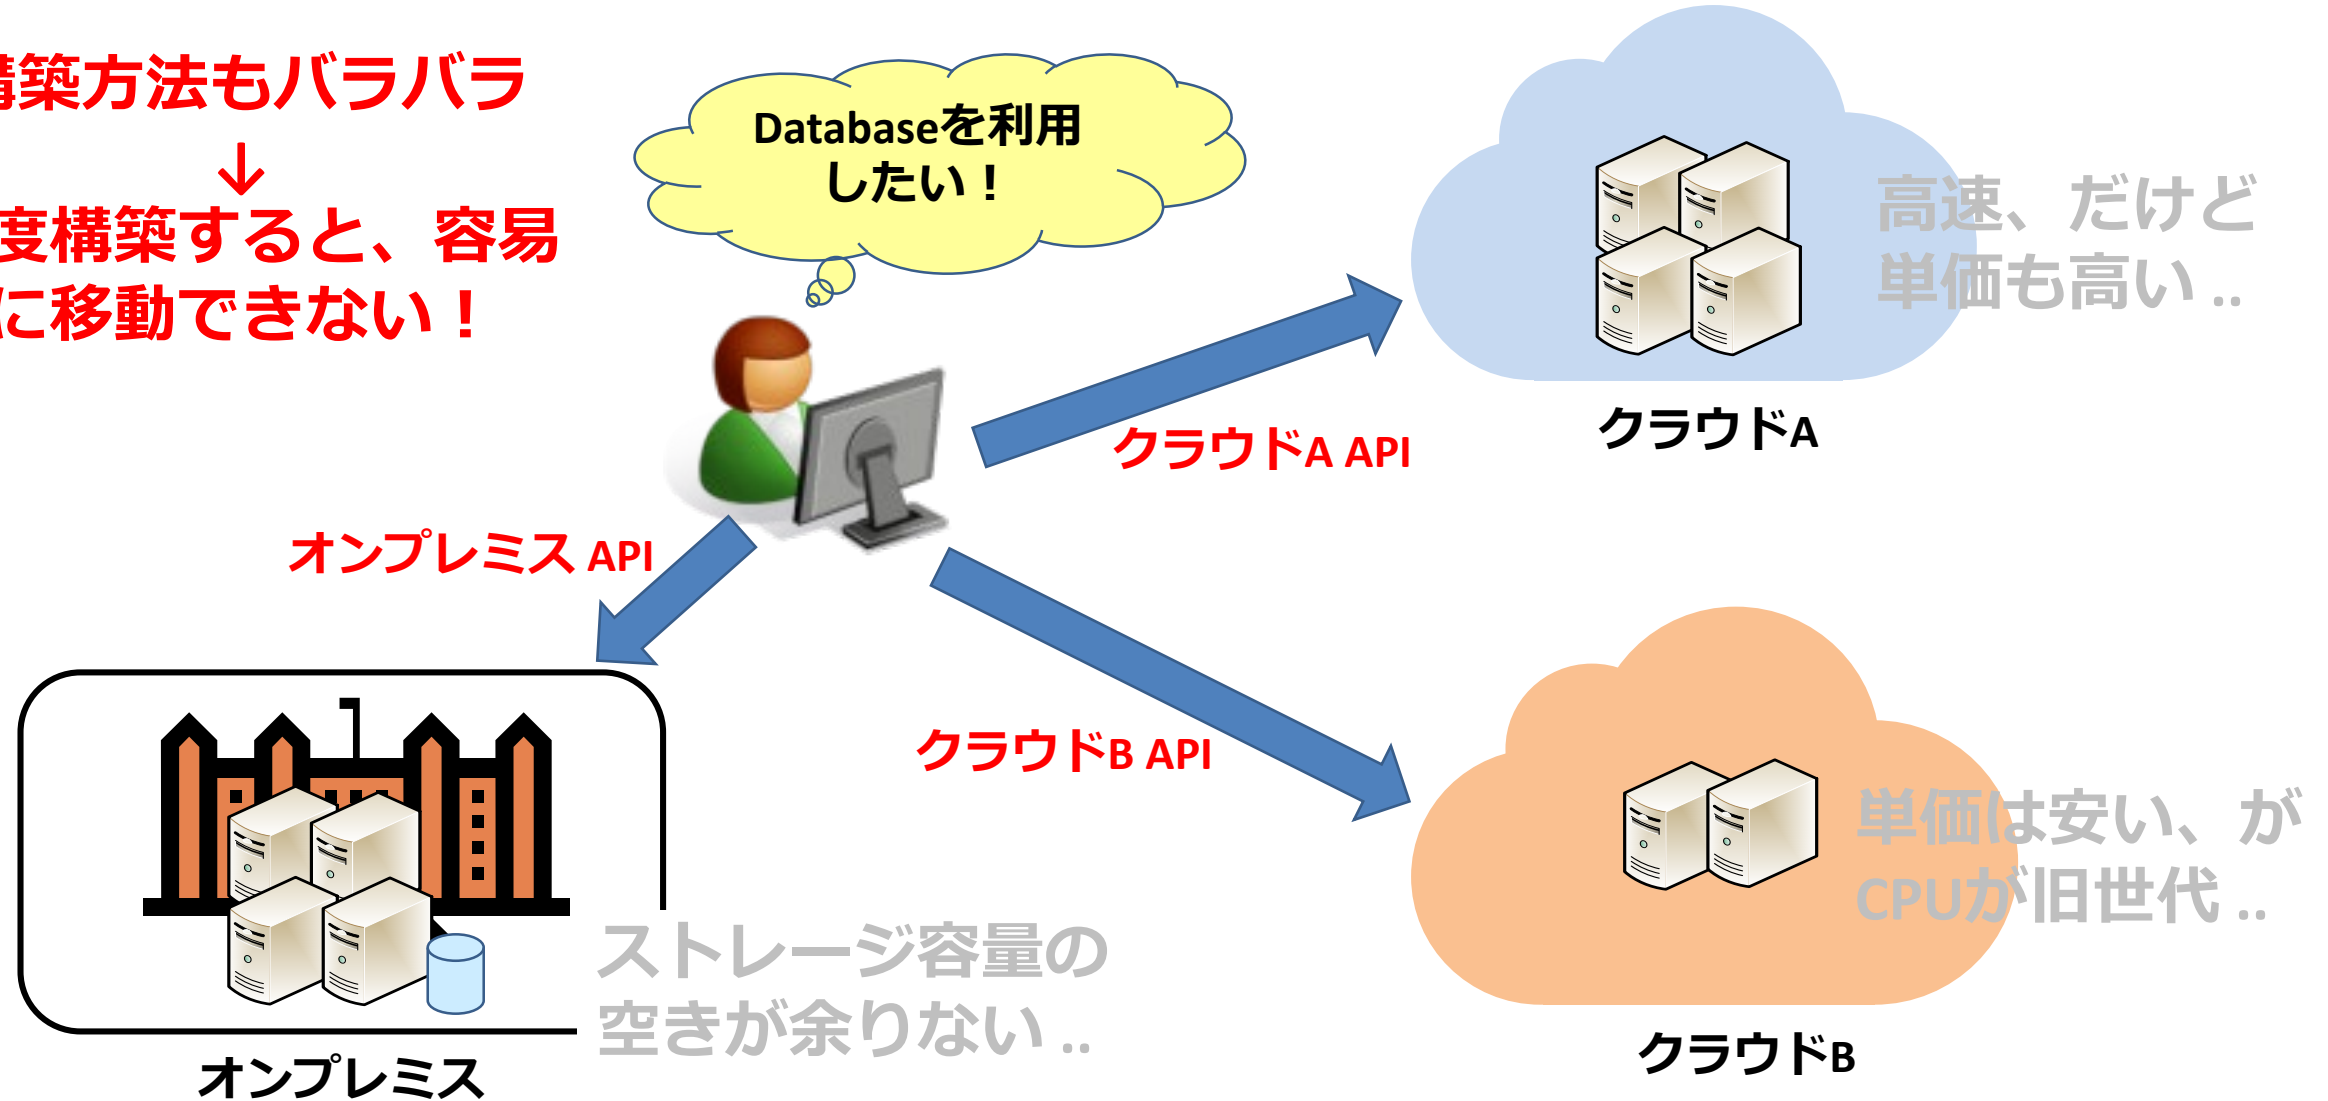 構築方法もバラバラ
↓
度構築すると、容易
に移動できない！
Databaseを利用
したい！
高速、だけど
単価も高い ..
クラウドA
クラウドA API
オンプレミス API
クラウドB API
単価は安い、が
CPUが旧世代 ..
ストレージ容量の
空きが余りない ..
クラウドB
オンプレミス